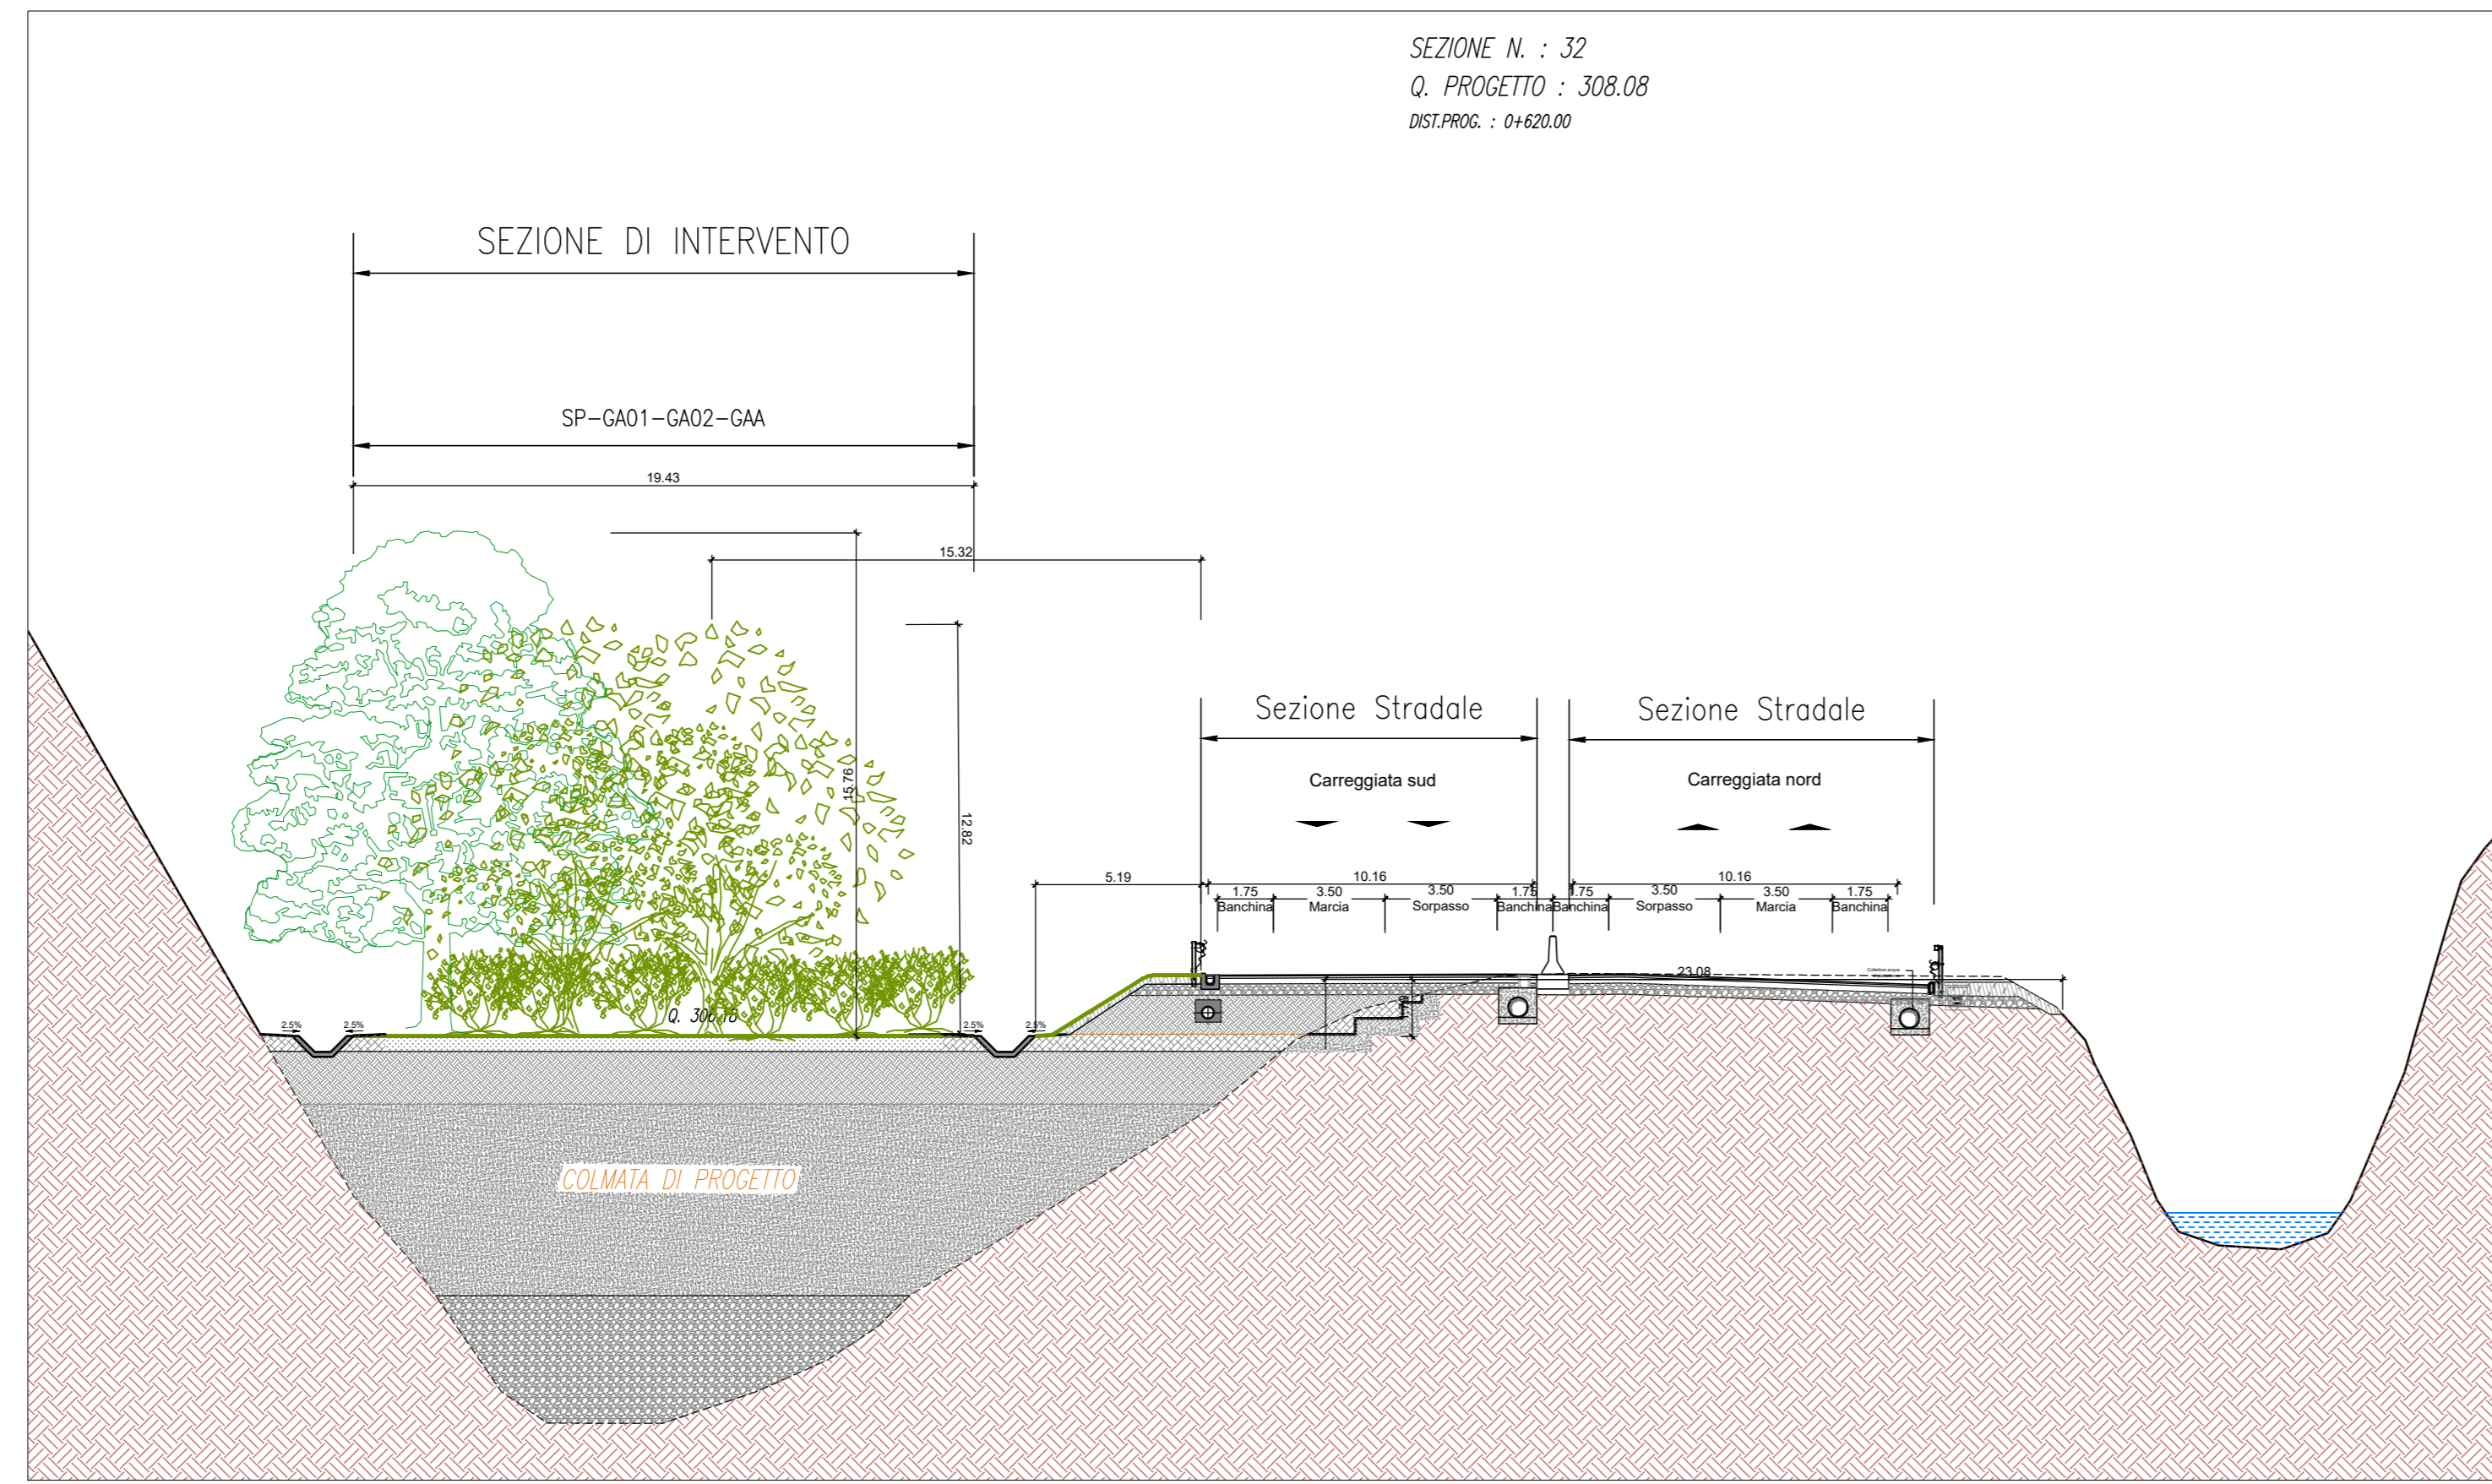 SEZIONE N. : 32
Q. PROGETTO : 308.08
DIST.PROG. : 0+620.00
SEZIONE DI INTERVENTO
SP-GA01-GA02-GAA
19.43
15.32
15.76
12.82
Sezione Stradale
Sezione Stradale
Carreggiata sud
Carreggiata nord
5.19
10.16
10.16
1.75
3.50
3.50
1.75
1.75
3.50
3.50
1.75
Banchina
Marcia
Sorpasso
Banchina
Banchina
Sorpasso
Marcia
Banchina
23.08
Q. 306.18
2.5%
2.5%
2.5%
2.5%
COLMATA DI PROGETTO